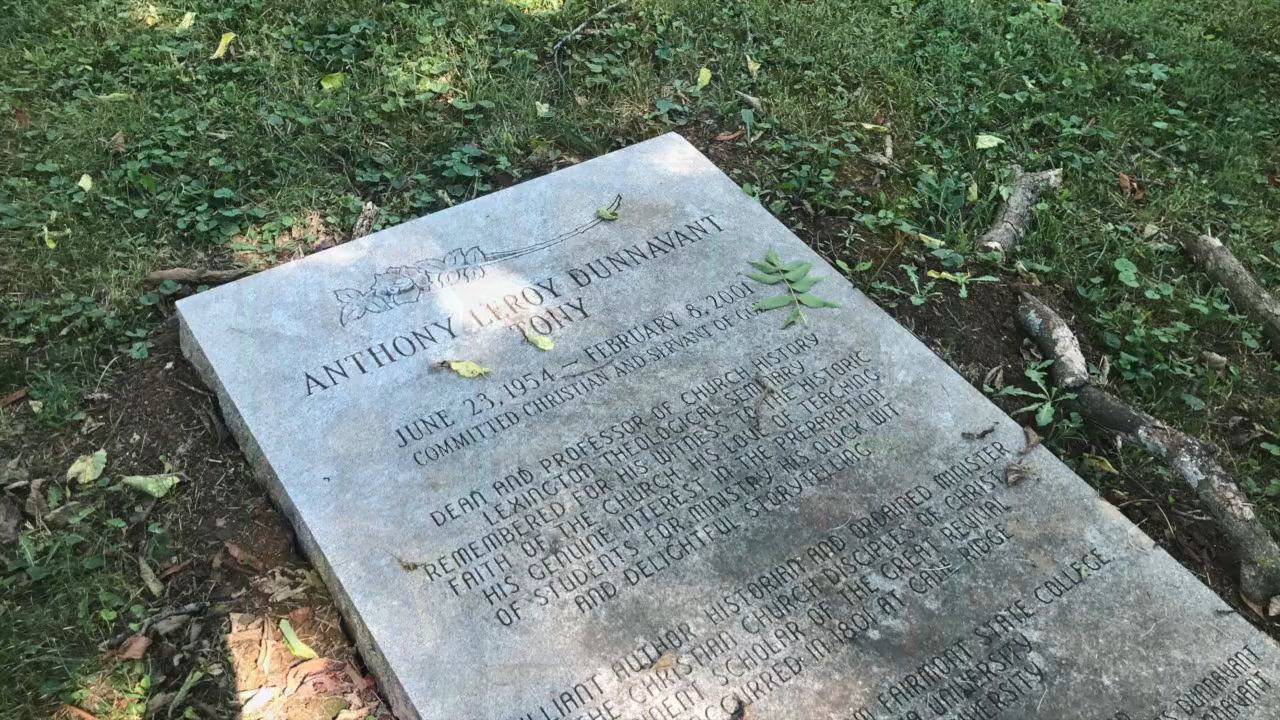 ANTHONY LEROY DUNNAVANT
TONY
JUNE 23, 1954 — FEBRUARY 8, 2001
COMMITTED CHRISTIAN AND SERVANT OF
DEAN AND PROFESSOR OF CHURCH HISTORY
LEXINGTON THEOLOGICAL SEMINARY
REMEMBERED FOR HIS WITNESS TO THE HISTORIC
FAITH OF THE CHURCH, HIS LOVE OF TEACHING
HIS GENUINE INTEREST IN THE PREPARATION
OF STUDENTS FOR MINISTRY, HIS QUICK WIT
AND DELIGHTFUL STORYTELLING
AUTHOR, HISTORIAN AND ORDAINED MINISTER
CHRISTIAN CHURCH, DISCIPLES OF CHRIST
SCHOLAR OF THE GREAT REVIVAL
IN 1801 AT CANE RIDGE
FAIRMONT STATE COLLEGE
UNIVERSITY
DUNNAVANT